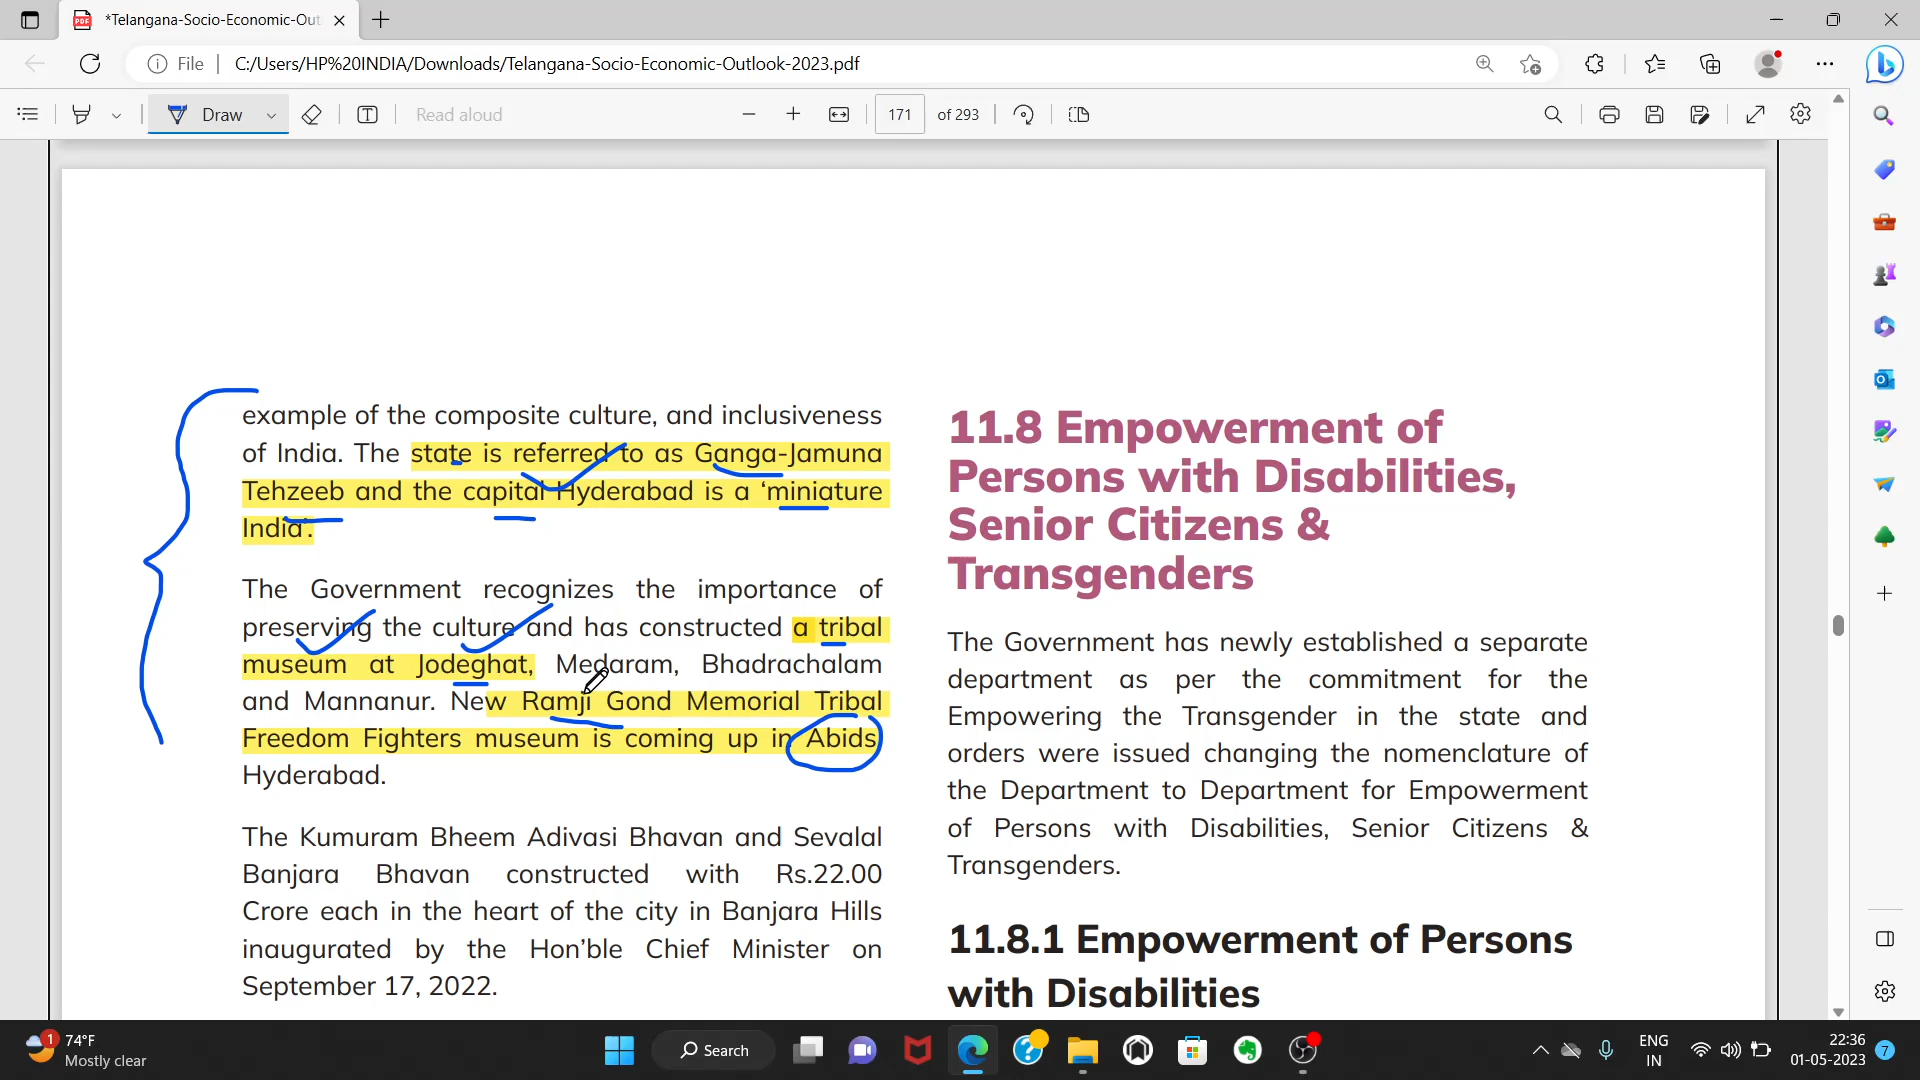 *Telangana-Socio-Economic-Out
File
C:/Users/HP%20INDIA/Downloads/Telangana-Socio-Economic-Outlook-2023.pdf
Draw
Read aloud
171
of 293
example of the composite culture, and inclusiveness
of India. The state is referred to as Ganga-Jamuna
Tehzeeb and the capital Hyderabad is a ‘miniature
India’.
The Government recognizes the importance of
preserving the culture and has constructed a tribal
museum at Jodeghat, Medaram, Bhadrachalam
and Mannanur. New Ramji Gond Memorial Tribal
Freedom Fighters museum is coming up in Abids
Hyderabad.
The Kumuram Bheem Adivasi Bhavan and Sevalal
Banjara Bhavan constructed with Rs.22.00
Crore each in the heart of the city in Banjara Hills
inaugurated by the Hon’ble Chief Minister on
September 17, 2022.
11.8 Empowerment of
Persons with Disabilities,
Senior Citizens &
Transgenders
The Government has newly established a separate
department as per the commitment for the
Empowering the Transgender in the state and
orders were issued changing the nomenclature of
the Department to Department for Empowerment
of Persons with Disabilities, Senior Citizens &
Transgenders.
11.8.1 Empowerment of Persons
with Disabilities
1
74°F
Mostly clear
Search
ENG
IN
22:36
01-05-2023
7